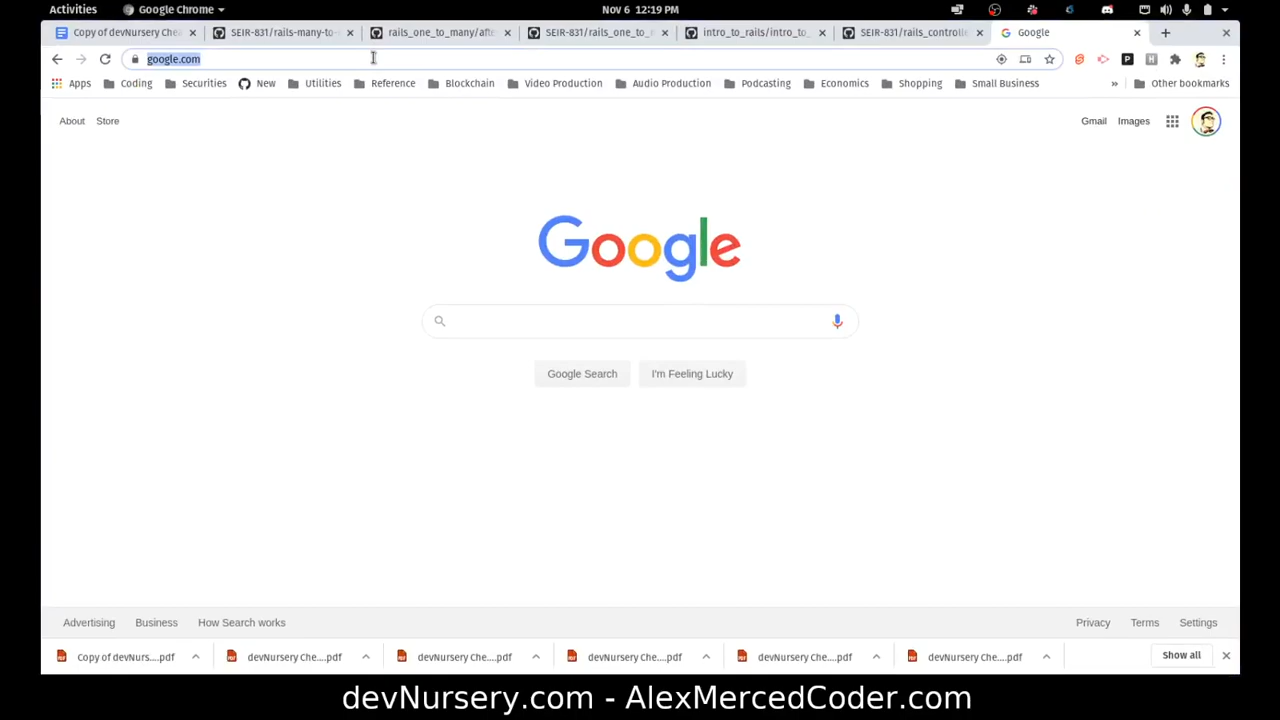 Activities Google Chrome Nov 6 12:19 PM
Copy of devNursery Che SEIR-831/rails-many-to- rails_one_to_many/afte SEIR-831/rails_one_to_ intro_to_rails/intro_to_ SEIR-831/rails_controlle Google
google.com
Apps Coding Securities New Utilities Reference Blockchain Video Production Audio Production Podcasting Economics Shopping Small Business » Other bookmarks
About Store Gmail Images
Google
Google Search I'm Feeling Lucky
Advertising Business How Search works Privacy Terms Settings
Copy of devNurs....pdf devNursery Che....pdf devNursery Che....pdf devNursery Che....pdf devNursery Che....pdf devNursery Che....pdf Show all
devNursery.com - AlexMercedCoder.com